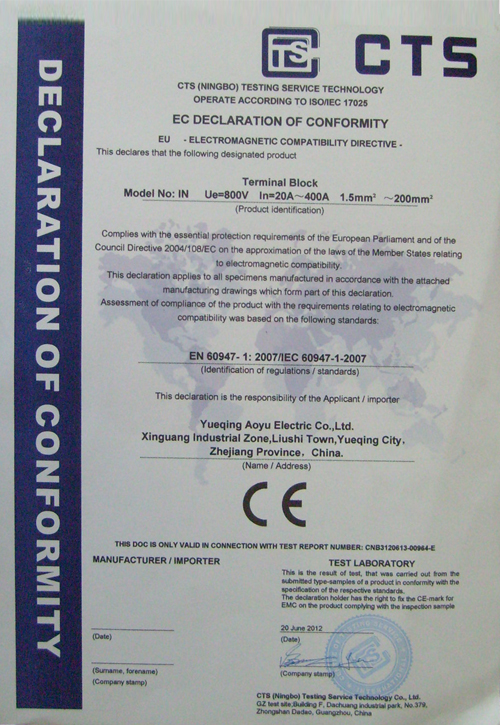 CTS
CTS
CTS (NINGBO) TESTING SERVICE TECHNOLOGY
OPERATE ACCORDING TO ISO/IEC 17025
EC DECLARATION OF CONFORMITY
EU - ELECTROMAGNETIC COMPATIBILITY DIRECTIVE -
This declares that the following designated product
Terminal Block
Model No: IN Ue=800V In=20A～400A 1.5mm² ～200mm²
(Product identification)
Complies with the essential protection requirements of the European Parliament and of the
Council Directive 2004/108/EC on the approximation of the laws of the Member States relating
to electromagnetic compatibility.
This declaration applies to all specimens manufactured in accordance with the attached
manufacturing drawings which form part of this declaration.
Assessment of compliance of the product with the requirements relating to electromagnetic
compatibility was based on the following standards:
EN 60947- 1: 2007/IEC 60947-1-2007
(Identification of regulations / standards)
This declaration is the responsibility of the Applicant / importer
Yueqing Aoyu Electric Co.,Ltd.
Xinguang Industrial Zone,Liushi Town,Yueqing City,
Zhejiang Province, China.
(Name / Address)
CE
THIS DOC IS ONLY VALID IN CONNECTION WITH TEST REPORT NUMBER: CNB3120613-00984-E
MANUFACTURER / IMPORTER
(Date)
(Surname, forename)
(Company stamp)
TEST LABORATORY
This is the result of test, that was carried out from the
submitted type-samples of a product in conformity with the
specification of the respective standards.
The declaration holder has the right to fix the CE-mark for
EMC on the product complying with the inspection sample
20 June 2012
(Date)
(Company stamp)
CTS (Ningbo) Testing Service Technology Co., Ltd.
GZ test site,Building F, Dachuang industrial park, No.379,
Zhongshan Dadao, Guangzhou, China
DECLARATION OF CONFORMITY